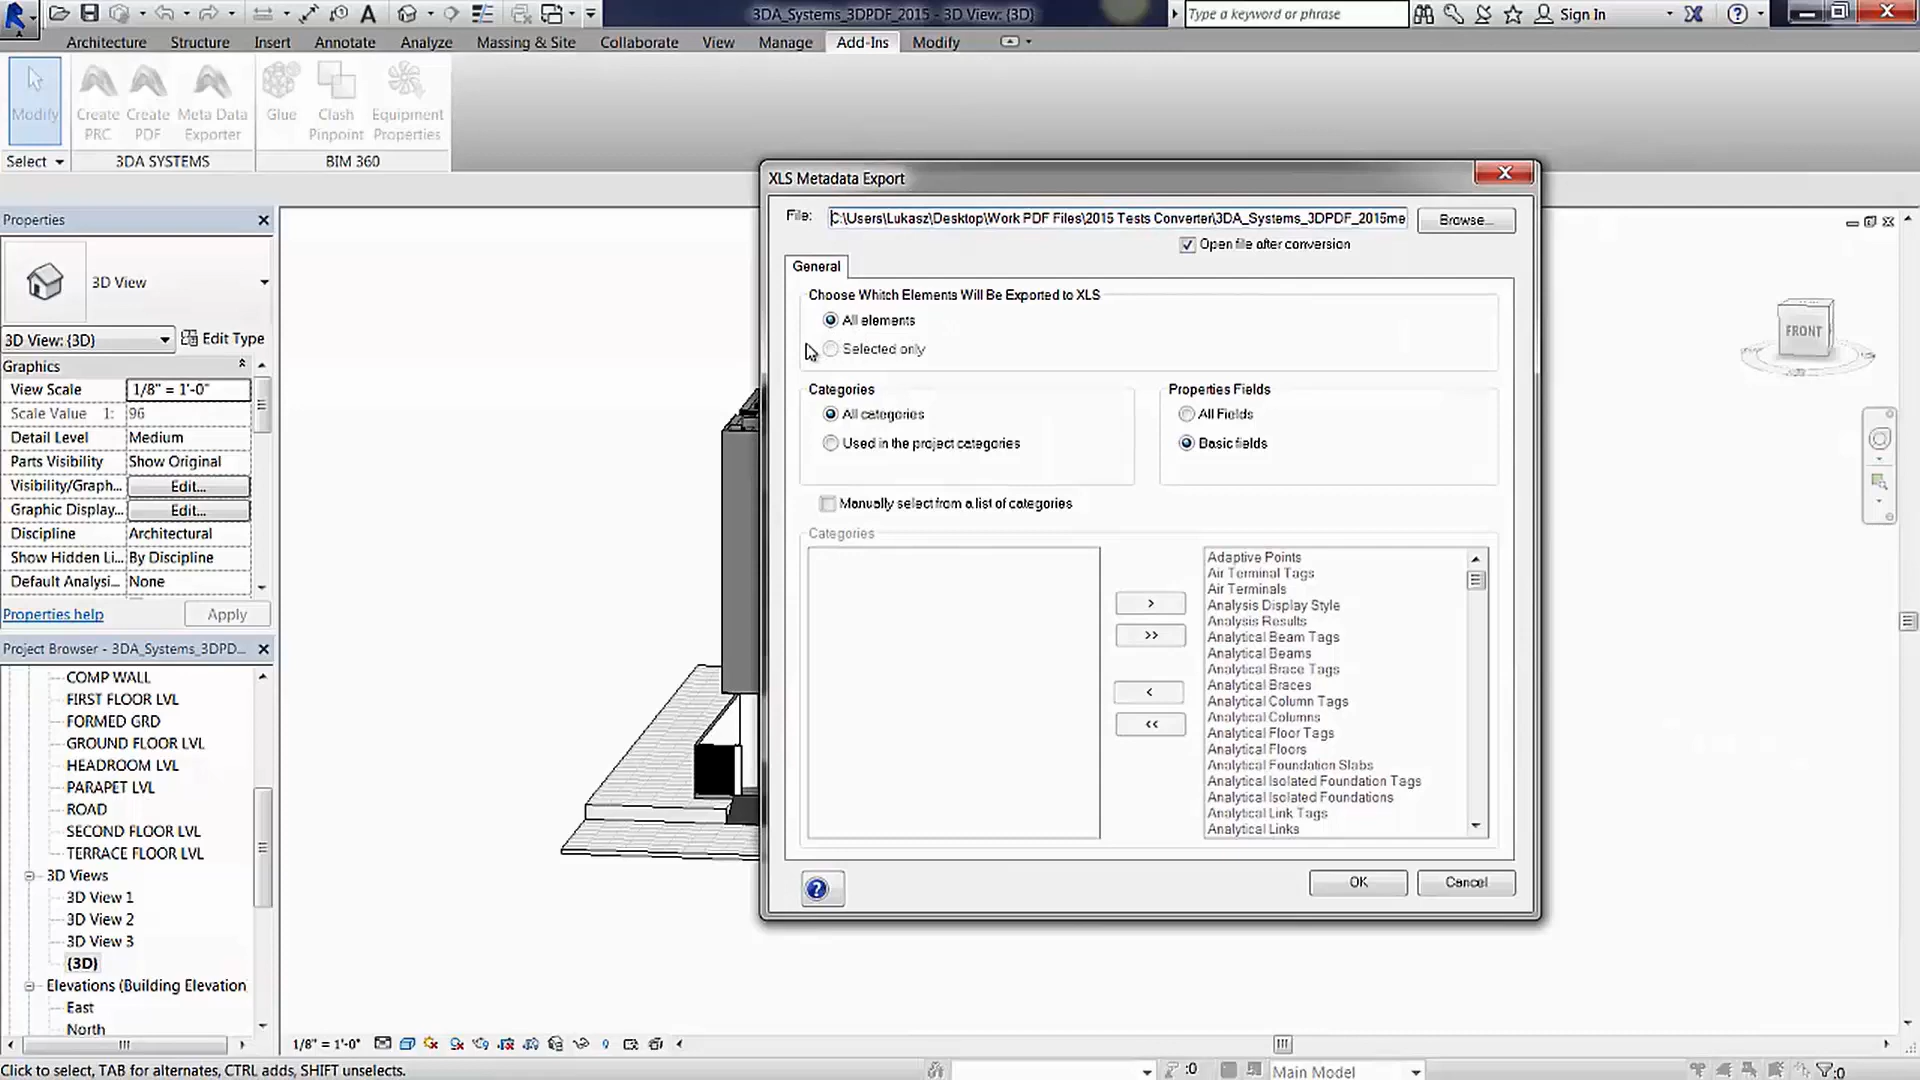 3DA_Systems_3DPDF_2015 - 3D View: {3D}
Type a keyword or phrase
Sign In
Architecture Structure Insert Annotate Analyze Massing & Site Collaborate View Manage Add-Ins Modify
Modify
Create PRC
Create PDF
Meta Data Exporter
Glue
Clash Pinpoint
Equipment Properties
Select
3DA SYSTEMS
BIM 360
Properties
3D View
3D View: {3D}
Edit Type
Graphics
View Scale 1/8" = 1'-0"
Scale Value 1: 96
Detail Level Medium
Parts Visibility Show Original
Visibility/Graph... Edit...
Graphic Display... Edit...
Discipline Architectural
Show Hidden Li... By Discipline
Default Analysi... None
Properties help
Apply
Project Browser - 3DA_Systems_3DPD...
COMP WALL
FIRST FLOOR LVL
FORMED GRD
GROUND FLOOR LVL
HEADROOM LVL
PARAPET LVL
ROAD
SECOND FLOOR LVL
TERRACE FLOOR LVL
3D Views
3D View 1
3D View 2
3D View 3
{3D}
Elevations (Building Elevation
East
North
XLS Metadata Export
File: C:\Users\Lukasz\Desktop\Work PDF Files\2015 Tests Converter\3DA_Systems_3DPDF_2015me
Browse...
Open file after conversion
General
Choose Whitch Elements Will Be Exported to XLS
All elements
Selected only
Categories
All categories
Used in the project categories
Properties Fields
All Fields
Basic fields
Manually select from a list of categories
Categories
>
>>
<
<<
Adaptive Points
Air Terminal Tags
Air Terminals
Analysis Display Style
Analysis Results
Analytical Beam Tags
Analytical Beams
Analytical Brace Tags
Analytical Braces
Analytical Column Tags
Analytical Columns
Analytical Floor Tags
Analytical Floors
Analytical Foundation Slabs
Analytical Isolated Foundation Tags
Analytical Isolated Foundations
Analytical Link Tags
Analytical Links
OK
Cancel
FRONT
1/8" = 1'-0"
Click to select, TAB for alternates, CTRL adds, SHIFT unselects.
:0
Main Model
:0